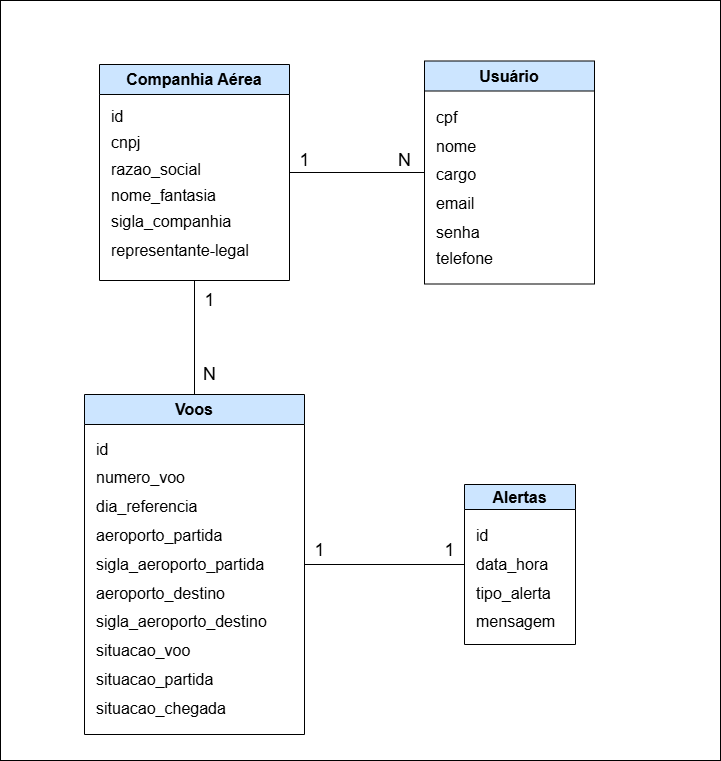 Companhia Aérea
id
cnpj
razao_social
nome_fantasia
sigla_companhia
representante-legal
1
N
Usuário
cpf
nome
cargo
email
senha
telefone
1
N
Voos
id
numero_voo
dia_referencia
aeroporto_partida
sigla_aeroporto_partida
aeroporto_destino
sigla_aeroporto_destino
situacao_voo
situacao_partida
situacao_chegada
1
1
Alertas
id
data_hora
tipo_alerta
mensagem